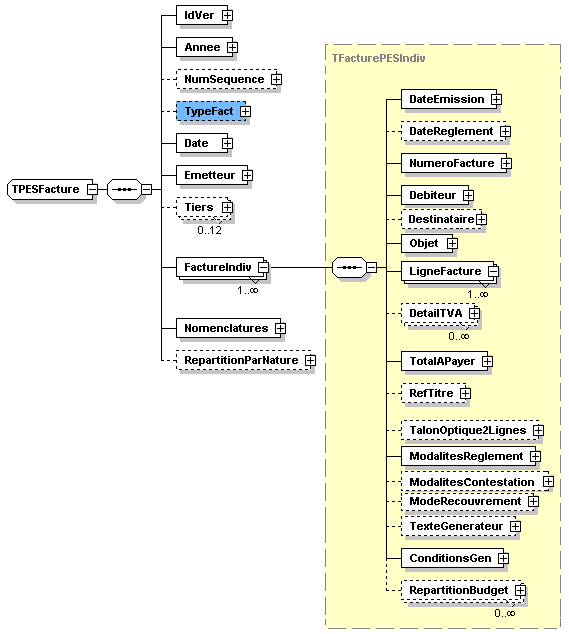 TPESFacture
IdVer
Annee
NumSequence
TypeFact
Date
Emetteur
Tiers
0..12
FactureIndiv
1..∞
Nomenclatures
RepartitionParNature
TFacturePESIndiv
DateEmission
DateReglement
NumeroFacture
Debiteur
Destinataire
Objet
LigneFacture
1..∞
DetailTVA
0..∞
TotalAPayer
RefTitre
TalonOptique2Lignes
ModalitesReglement
ModalitesContestation
ModeRecouvrement
TexteGenerateur
ConditionsGen
RepartitionBudget
0..∞